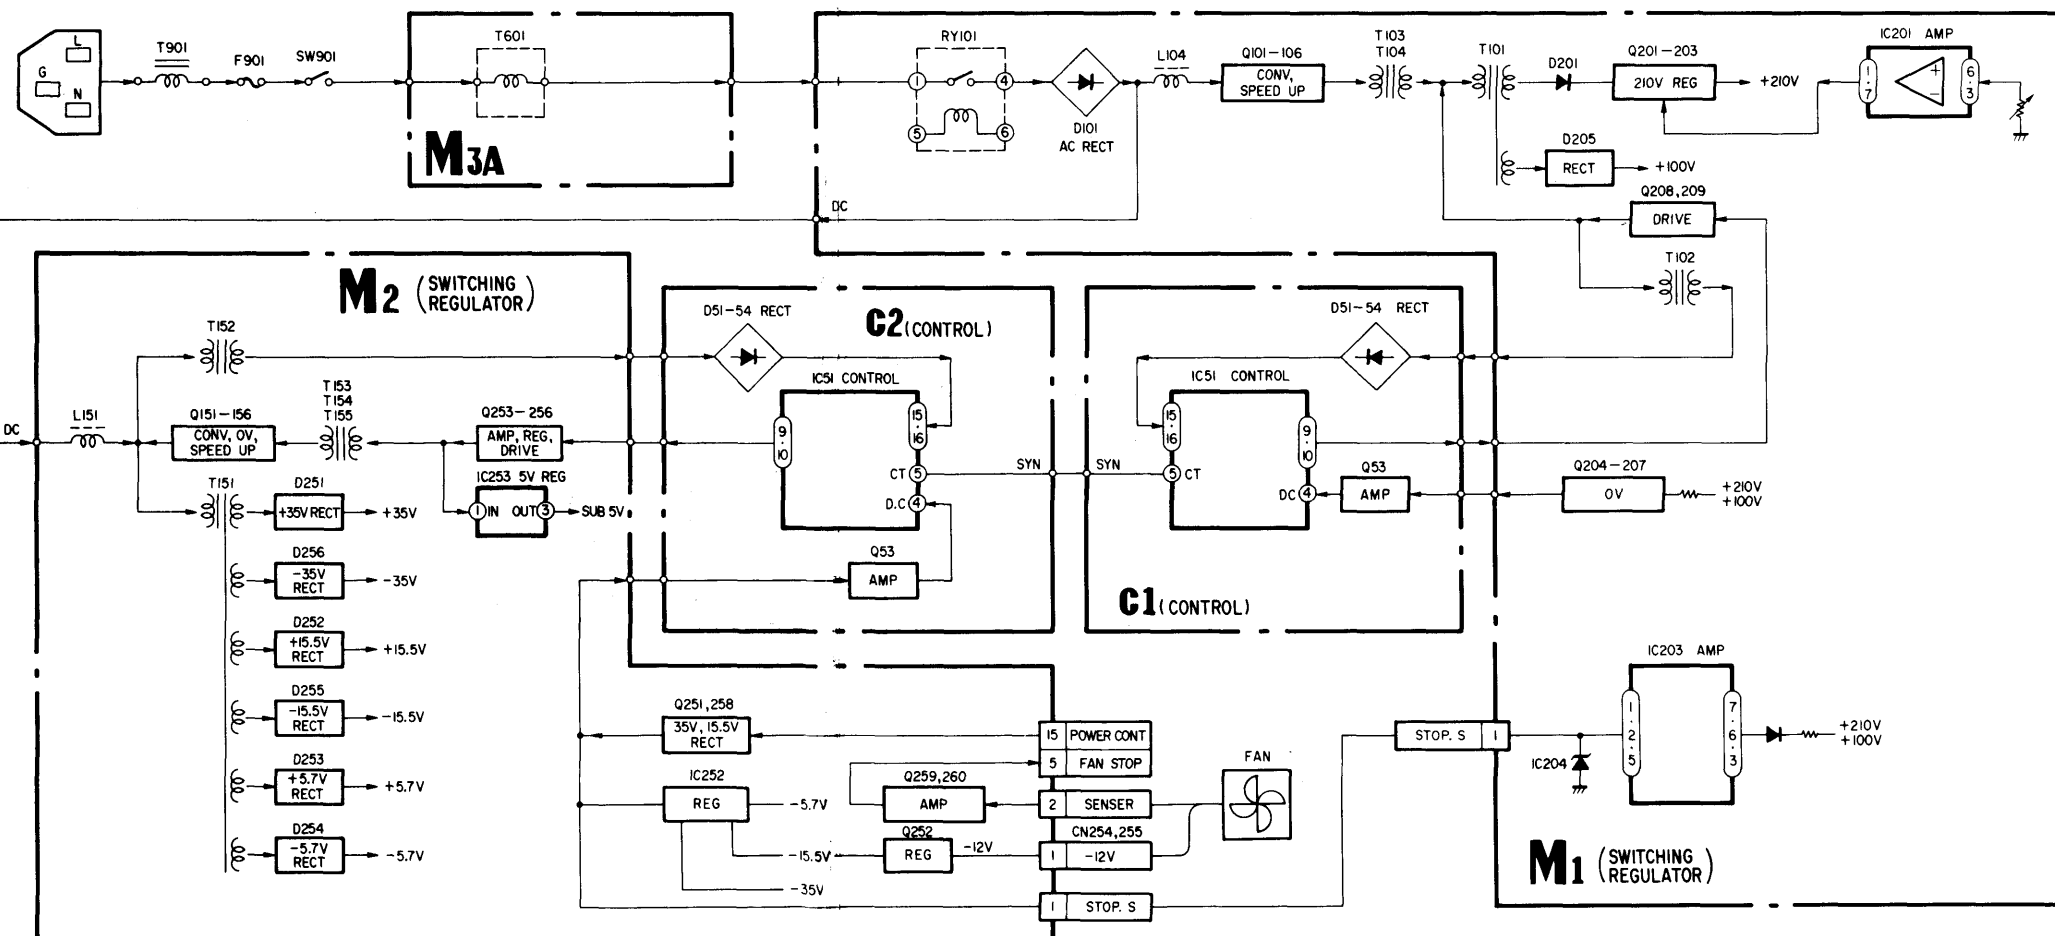 L
G
N
T901
F901
SW901
T601
M3A
RY101
1
4
5
6
D101
AC RECT
L104
Q101-106
CONV,
SPEED UP
T103
T104
T101
D201
Q201-203
210V REG
+210V
IC201 AMP
1·7
+
-
6·3
D205
RECT
+100V
Q208,209
DRIVE
T102
DC
M2 (SWITCHING
REGULATOR)
T152
T153
T154
T155
L151
DC
Q151-156
CONV, OV,
SPEED UP
Q253-256
AMP, REG,
DRIVE
IC253 5V REG
1 IN OUT 3
SUB 5V
T151
D251
+35V RECT
+35V
D256
-35V
RECT
-35V
D252
+15.5V
RECT
+15.5V
D255
-15.5V
RECT
-15.5V
D253
+5.7V
RECT
+5.7V
D254
-5.7V
RECT
-5.7V
D51-54 RECT
C2 (CONTROL)
IC51 CONTROL
9·10
15·16
CT 5
D.C 4
SYN
Q53
AMP
D51-54 RECT
IC51 CONTROL
15·16
9·10
SYN
5 CT
DC 4
Q53
AMP
C1 (CONTROL)
Q204-207
OV
+210V
+100V
Q251,258
35V, 15.5V
RECT
15 POWER CONT
5 FAN STOP
IC252
REG
-5.7V
-15.5V
-35V
Q259,260
AMP
2 SENSER
Q252
REG
-12V
CN254,255
1 -12V
1 STOP. S
FAN
STOP. S 1
IC204
IC203 AMP
1·2·5
7·6·3
+210V
+100V
M1 (SWITCHING
REGULATOR)